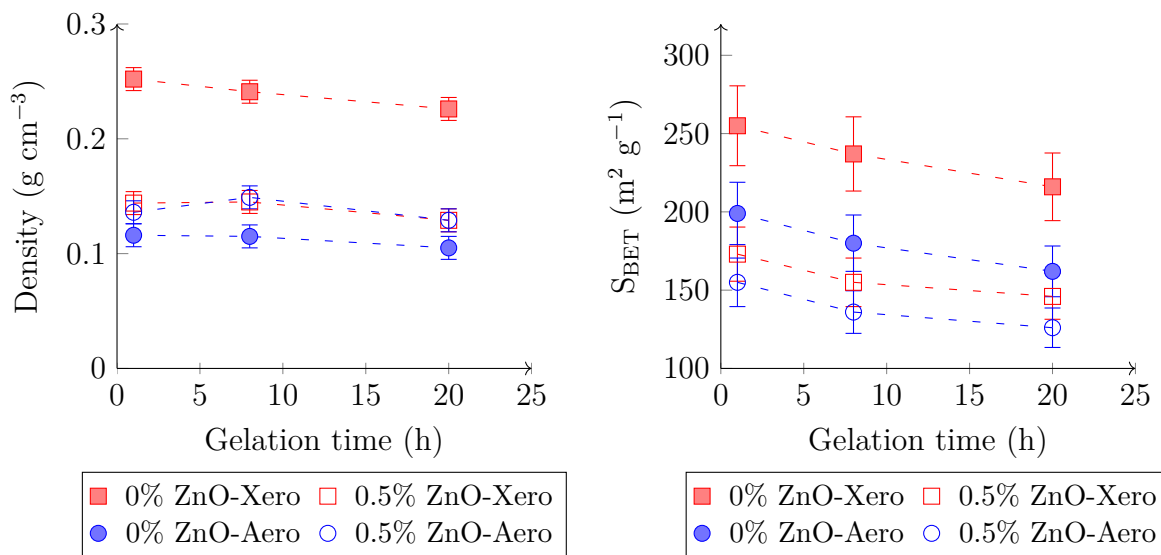 0.3
0.2
0.1
0
Density (g cm−3)
0 5 10 15 20 25
Gelation time (h)
0% ZnO-Xero 0.5% ZnO-Xero
0% ZnO-Aero 0.5% ZnO-Aero
300
250
200
150
100
SBET (m2 g−1)
0 5 10 15 20 25
Gelation time (h)
0% ZnO-Xero 0.5% ZnO-Xero
0% ZnO-Aero 0.5% ZnO-Aero